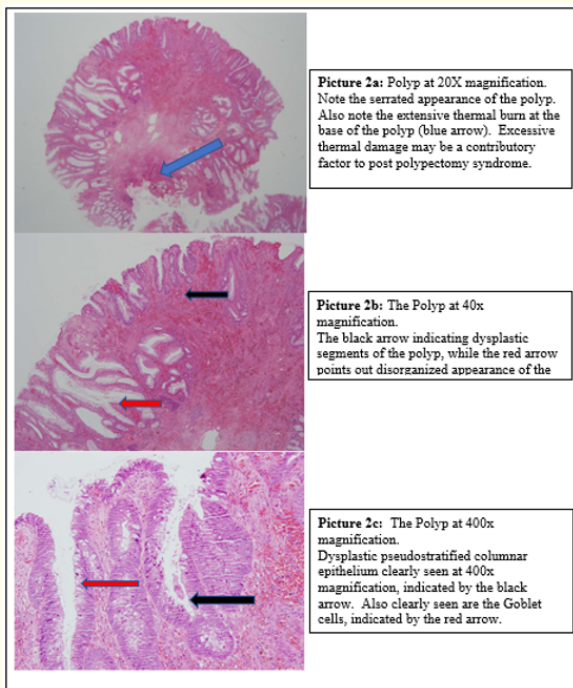 Picture 2a: Polyp at 20X magnification.
Note the serrated appearance of the polyp.
Also note the extensive thermal burn at the
base of the polyp (blue arrow).  Excessive
thermal damage may be a contributory
factor to post polypectomy syndrome.
Picture 2b: The Polyp at 40x
magnification.
The black arrow indicating dysplastic
segments of the polyp, while the red arrow
points out disorganized appearance of the
Picture 2c:  The Polyp at 400x
magnification.
Dysplastic pseudostratified columnar
epithelium clearly seen at 400x
magnification, indicated by the black
arrow.  Also clearly seen are the Goblet
cells, indicated by the red arrow.